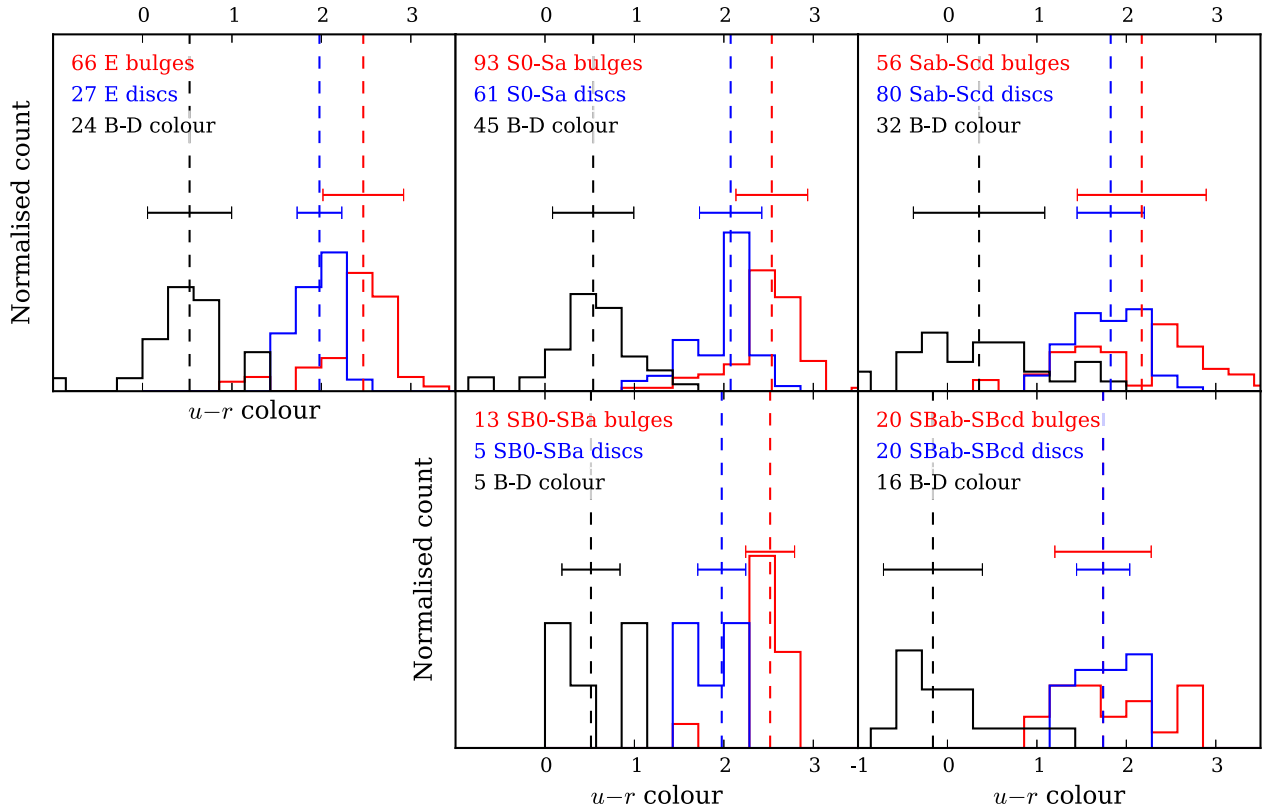 0 1 2 3 0 1 2 3 0 1 2 3
66 E bulges
27 E discs
24 B-D colour
93 S0-Sa bulges
61 S0-Sa discs
45 B-D colour
56 Sab-Scd bulges
80 Sab-Scd discs
32 B-D colour
Normalised count
u−r colour
13 SB0-SBa bulges
5 SB0-SBa discs
5 B-D colour
20 SBab-SBcd bulges
20 SBab-SBcd discs
16 B-D colour
Normalised count
0 1 2 3 -1 0 1 2 3
u−r colour
u−r colour